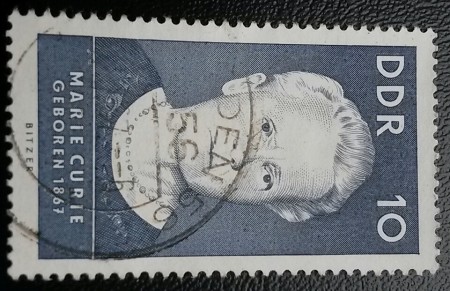 DDR 10
MARIE CURIE
GEBOREN 1867
BITZER